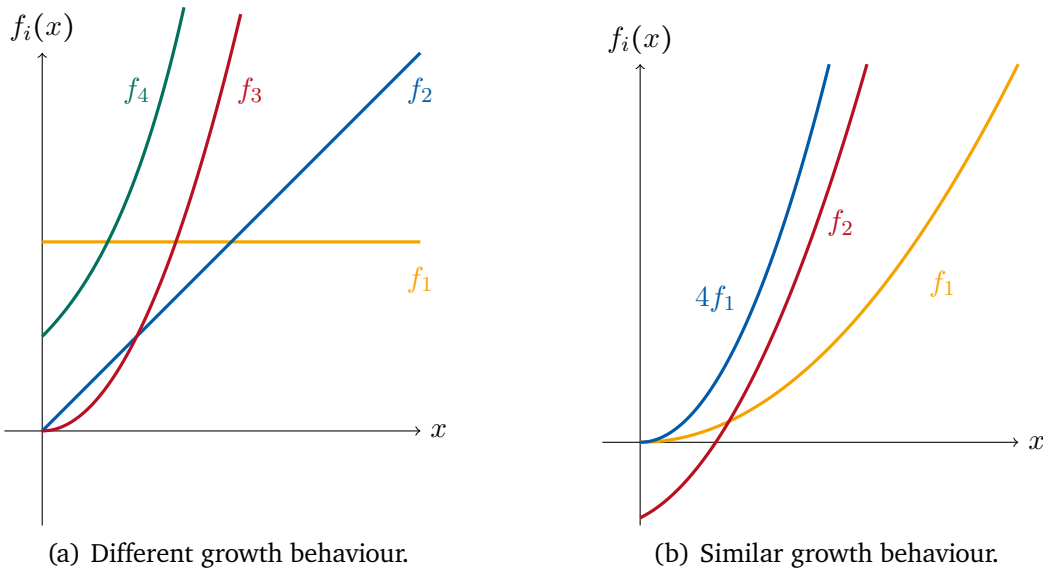 f_i(x)
f_4
f_3
f_2
f_1
x
(a) Different growth behaviour.
f_i(x)
f_2
4f_1
f_1
x
(b) Similar growth behaviour.